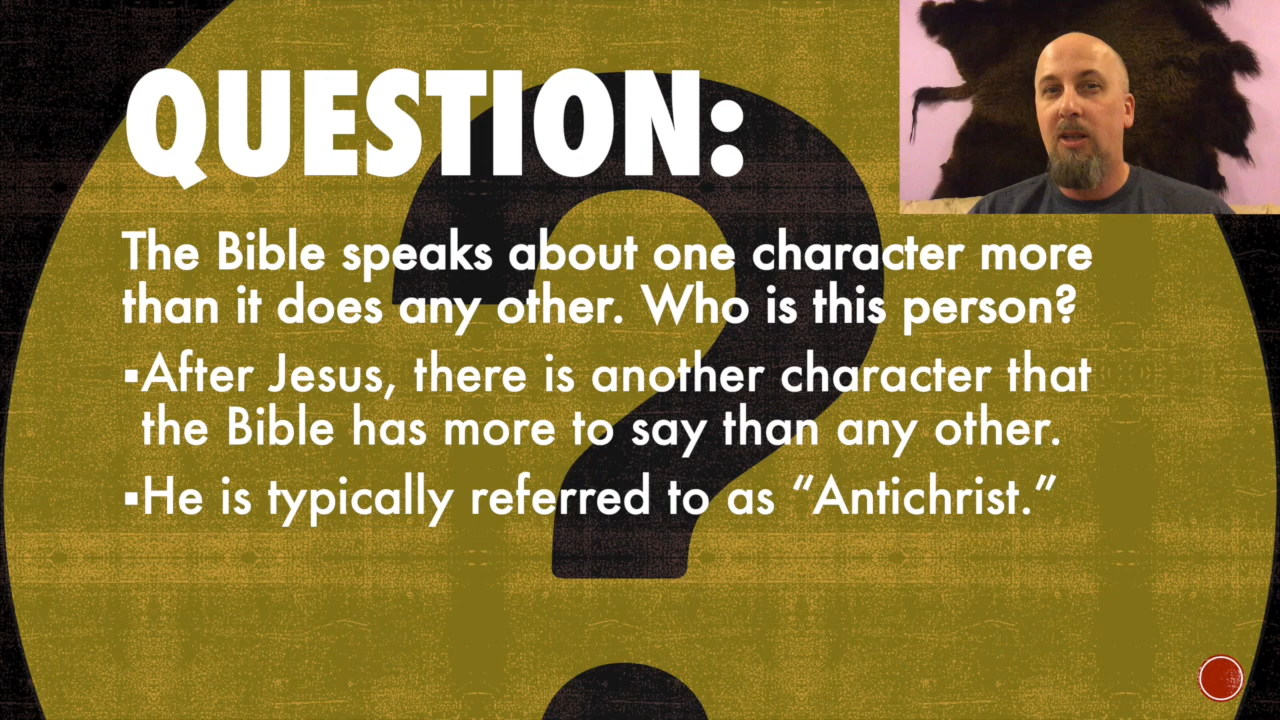 QUESTION:
The Bible speaks about one character more
than it does any other. Who is this person?
▪After Jesus, there is another character that
the Bible has more to say than any other.
▪He is typically referred to as “Antichrist.”